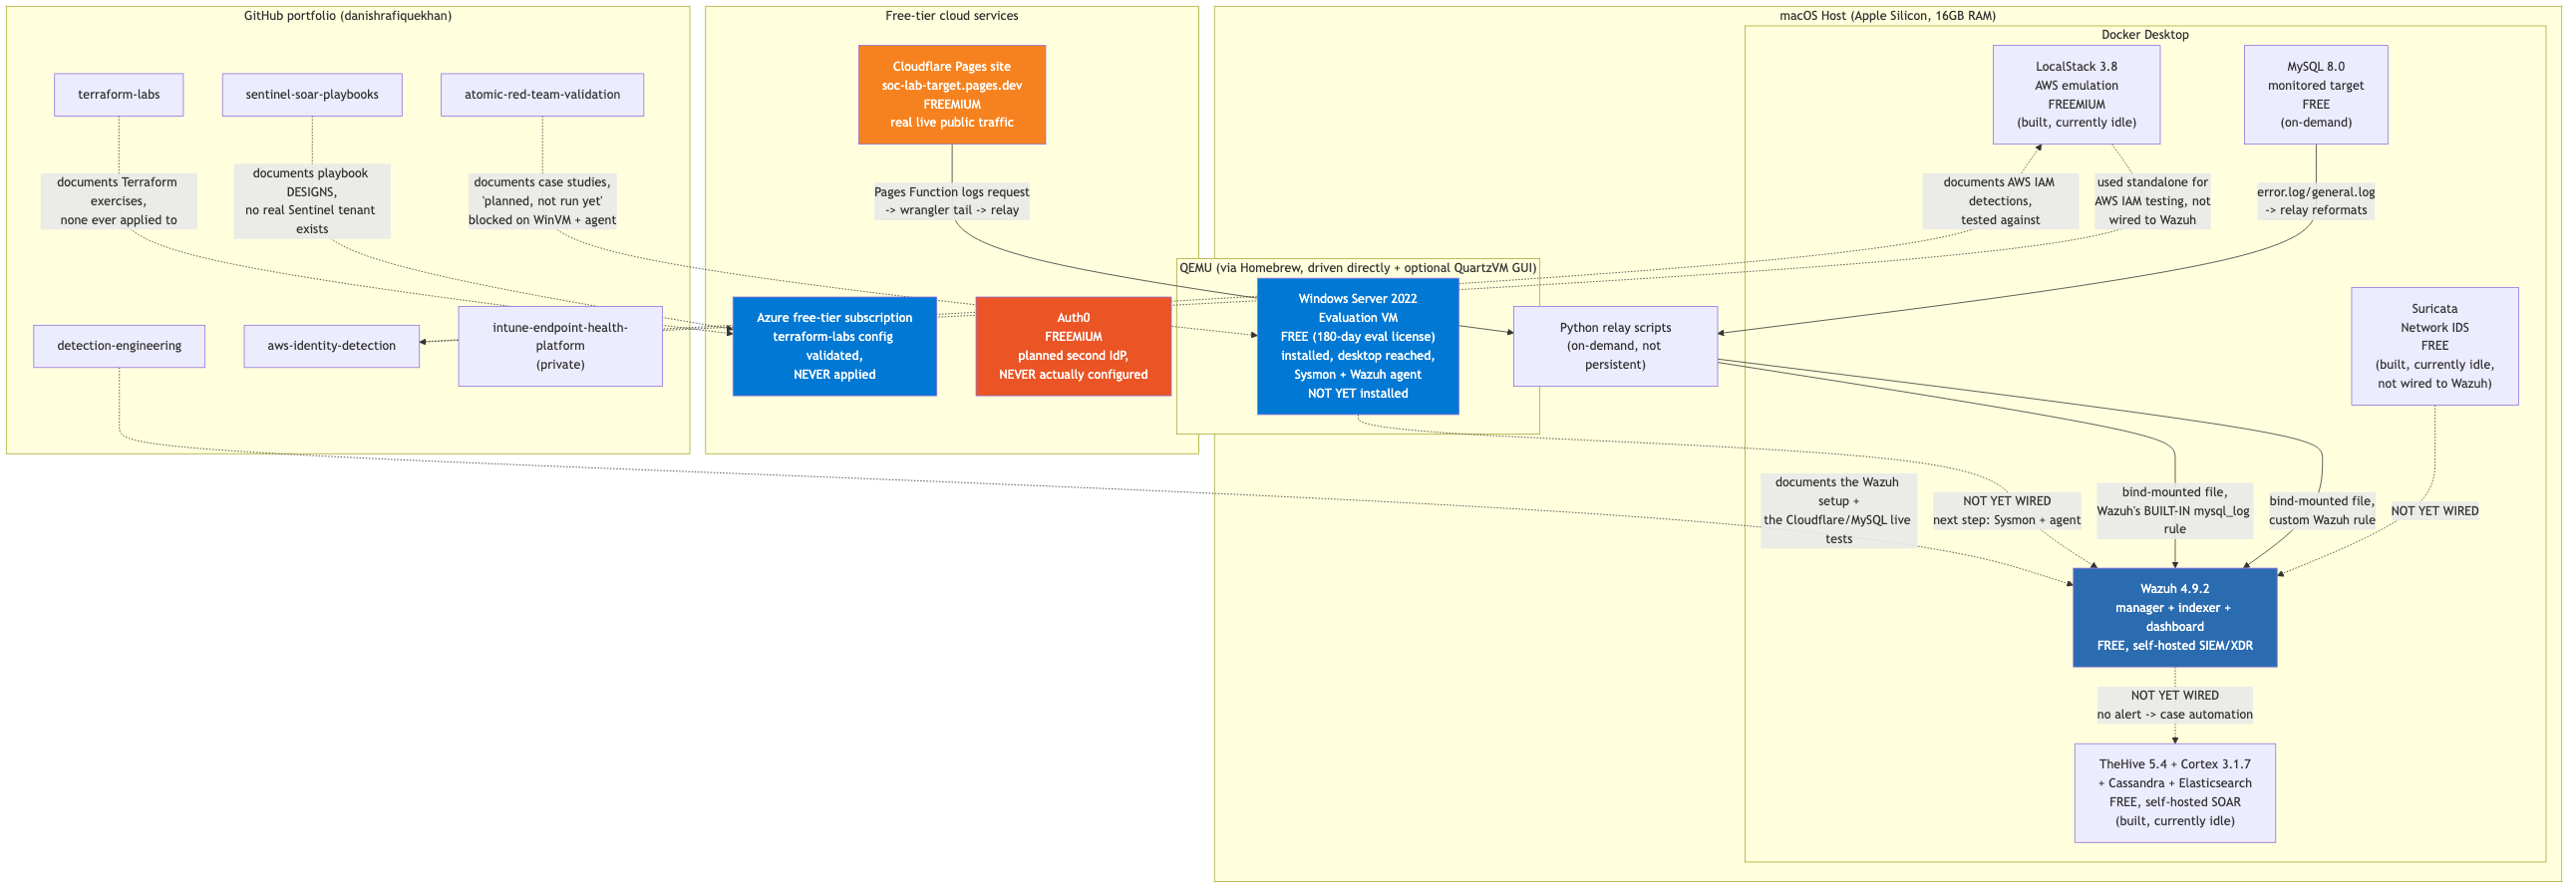 GitHub portfolio (danishrafiquekhan)
terraform-labs
sentinel-soar-playbooks
atomic-red-team-validation
documents Terraform
exercises,
none ever applied to
documents playbook
DESIGNS,
no real Sentinel tenant
exists
documents case studies,
'planned, not run yet'
blocked on WinVM + agent
detection-engineering
aws-identity-detection
intune-endpoint-health-
platform
(private)
Free-tier cloud services
Cloudflare Pages site
soc-lab-target.pages.dev
FREEMIUM
real live public traffic
Pages Function logs request
-> wrangler tail -> relay
Azure free-tier subscription
terraform-labs config
validated,
NEVER applied
Auth0
FREEMIUM
planned second IdP,
NEVER actually configured
macOS Host (Apple Silicon, 16GB RAM)
QEMU (via Homebrew, driven directly + optional QuartzVM GUI)
Windows Server 2022
Evaluation VM
FREE (180-day eval license)
installed, desktop reached,
Sysmon + Wazuh agent
NOT YET installed
Python relay scripts
(on-demand, not
persistent)
Docker Desktop
LocalStack 3.8
AWS emulation
FREEMIUM
(built, currently idle)
MySQL 8.0
monitored target
FREE
(on-demand)
documents AWS IAM
detections,
tested against
used standalone for
AWS IAM testing, not
wired to Wazuh
error.log/general.log
-> relay reformats
Suricata
Network IDS
FREE
(built, currently idle,
not wired to Wazuh)
documents the Wazuh
setup +
the Cloudflare/MySQL live
tests
NOT YET WIRED
next step: Sysmon + agent
bind-mounted file,
Wazuh's BUILT-IN mysql_log
rule
bind-mounted file,
custom Wazuh rule
NOT YET WIRED
Wazuh 4.9.2
manager + indexer +
dashboard
FREE, self-hosted SIEM/XDR
NOT YET WIRED
no alert -> case automation
TheHive 5.4 + Cortex 3.1.7
+ Cassandra + Elasticsearch
FREE, self-hosted SOAR
(built, currently idle)